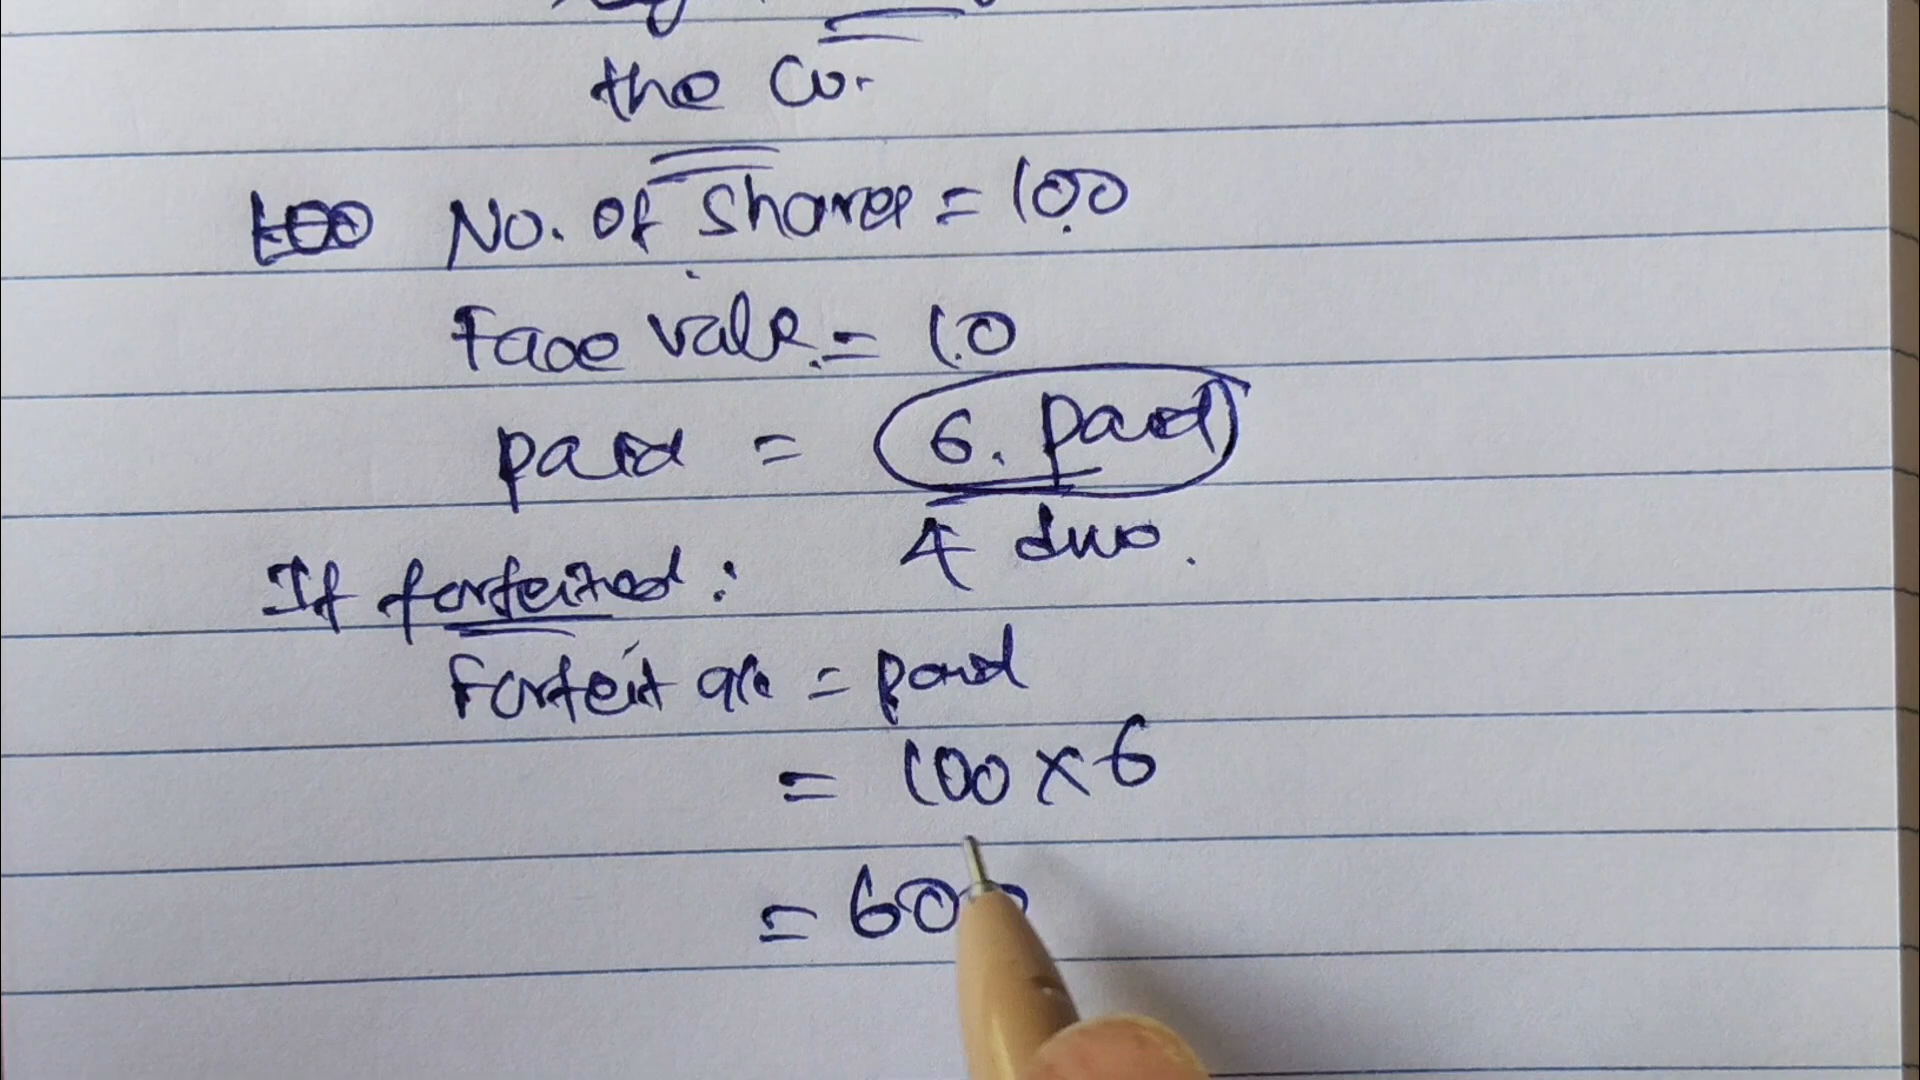 the Co.
No. of shares = 100
Face vale. = 10
paid = 6. paid
4 due.
If forfeited :
Forfeit a/c = paid
= 100 × 6
= 600